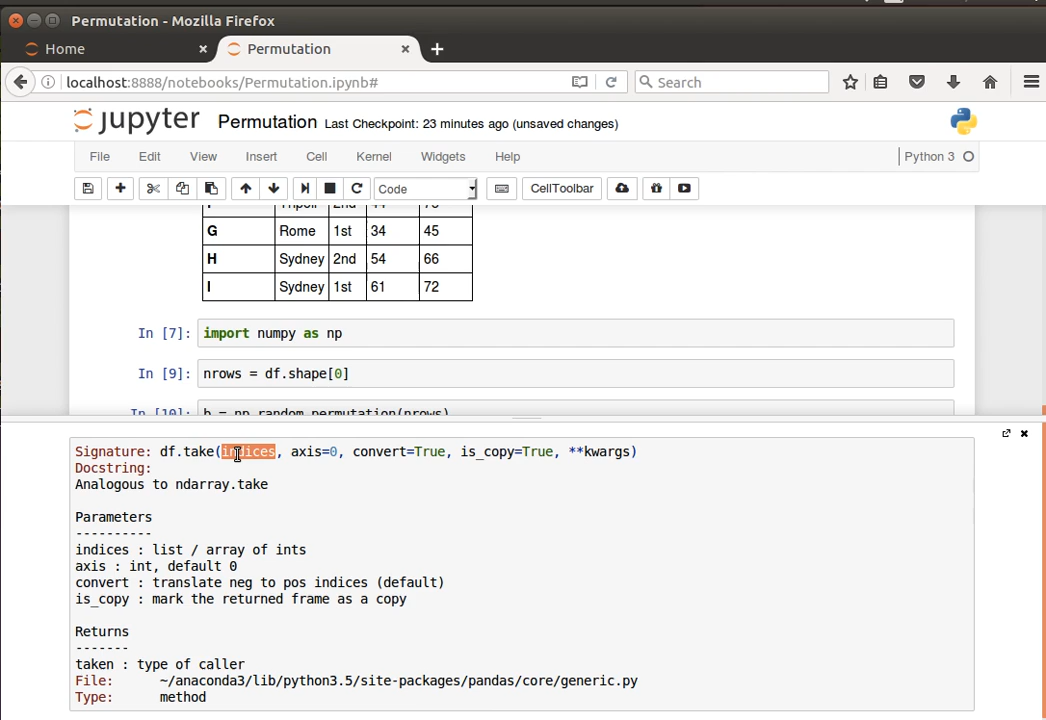 Permutation - Mozilla Firefox
Home
Permutation
localhost:8888/notebooks/Permutation.ipynb#
Search
jupyter Permutation Last Checkpoint: 23 minutes ago (unsaved changes)
File Edit View Insert Cell Kernel Widgets Help Python 3
Code CellToolbar
G Rome 1st 34 45
H Sydney 2nd 54 66
I Sydney 1st 61 72
In [7]: import numpy as np
In [9]: nrows = df.shape[0]
In [10]: b = np.random.permutation(nrows)
Signature: df.take(indices, axis=0, convert=True, is_copy=True, **kwargs)
Docstring:
Analogous to ndarray.take
Parameters
----------
indices : list / array of ints
axis : int, default 0
convert : translate neg to pos indices (default)
is_copy : mark the returned frame as a copy
Returns
-------
taken : type of caller
File: ~/anaconda3/lib/python3.5/site-packages/pandas/core/generic.py
Type: method